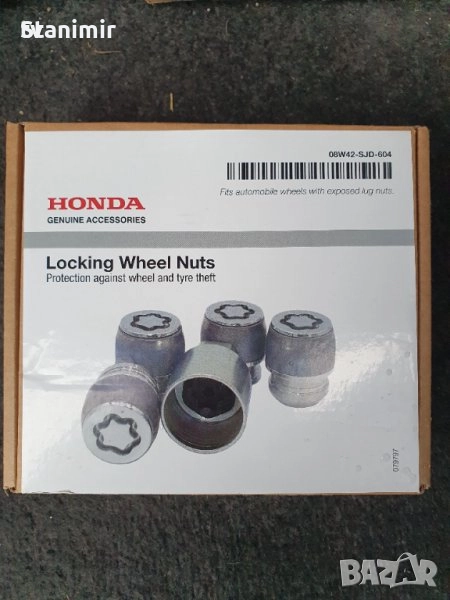 Stanimir
08W42-SJD-604
Fits automobile wheels with exposed lug nuts.
HONDA
GENUINE ACCESSORIES
Locking Wheel Nuts
Protection against wheel and tyre theft
079797
BAZAR